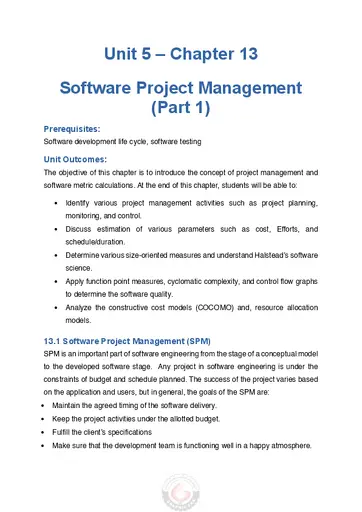 Unit 5 – Chapter 13
Software Project Management
(Part 1)
Prerequisites:
Software development life cycle, software testing
Unit Outcomes:
The objective of this chapter is to introduce the concept of project management and
software metric calculations. At the end of this chapter, students will be able to:
• Identify various project management activities such as project planning,
monitoring, and control.
• Discuss estimation of various parameters such as cost, Efforts, and
schedule/duration.
• Determine various size-oriented measures and understand Halstead's software
science.
• Apply function point measures, cyclomatic complexity, and control flow graphs
to determine the software quality.
• Analyze the constructive cost models (COCOMO) and, resource allocation
models.
13.1 Software Project Management (SPM)
SPM is an important part of software engineering from the stage of a conceptual model
to the developed software stage. Any project in software engineering is under the
constraints of budget and schedule planned. The success of the project varies based
on the application and users, but in general, the goals of the SPM are:
• Maintain the agreed timing of the software delivery.
• Keep the project activities under the allotted budget.
• Fulfill the client's specifications
• Make sure that the development team is functioning well in a happy atmosphere.